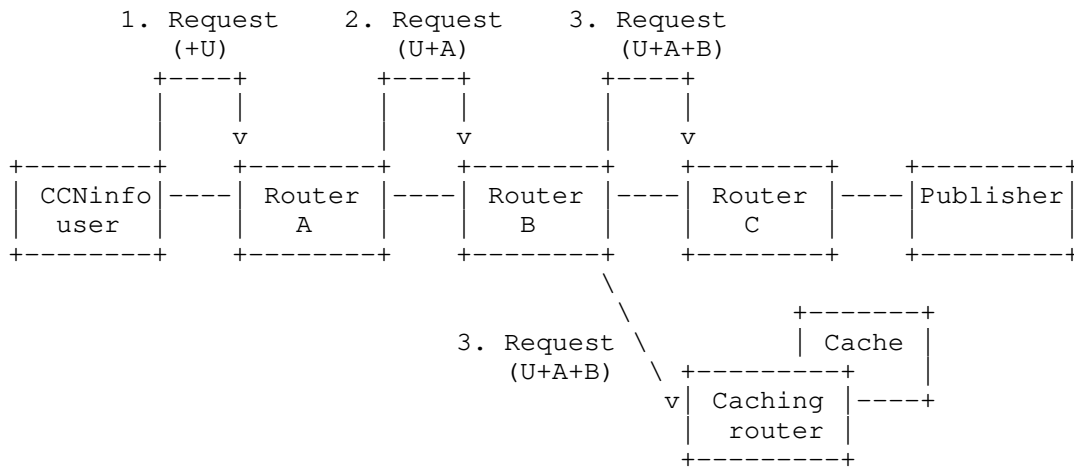 1. Request 2. Request 3. Request
(+U) (U+A) (U+A+B)
v v v
CCNinfo Router Router Router Publisher
user A B C
3. Request Cache
(U+A+B)
v Caching
router